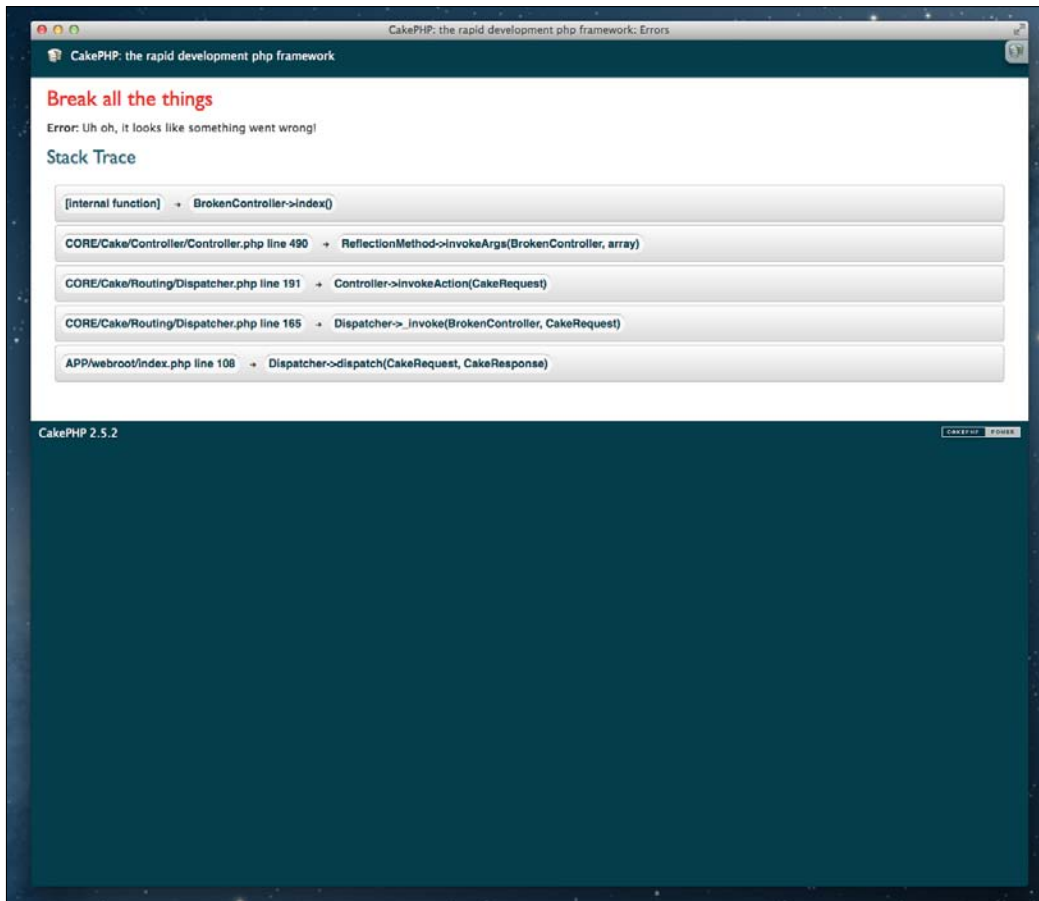 CakePHP: the rapid development php framework: Errors
CakePHP: the rapid development php framework
Break all the things
Error: Uh oh, it looks like something went wrong!
Stack Trace
[internal function] → BrokenController->index()
CORE/Cake/Controller/Controller.php line 490 → ReflectionMethod->invokeArgs(BrokenController, array)
CORE/Cake/Routing/Dispatcher.php line 191 → Controller->invokeAction(CakeRequest)
CORE/Cake/Routing/Dispatcher.php line 165 → Dispatcher->_invoke(BrokenController, CakeRequest)
APP/webroot/index.php line 108 → Dispatcher->dispatch(CakeRequest, CakeResponse)
CakePHP 2.5.2 CAKEPHP POWER